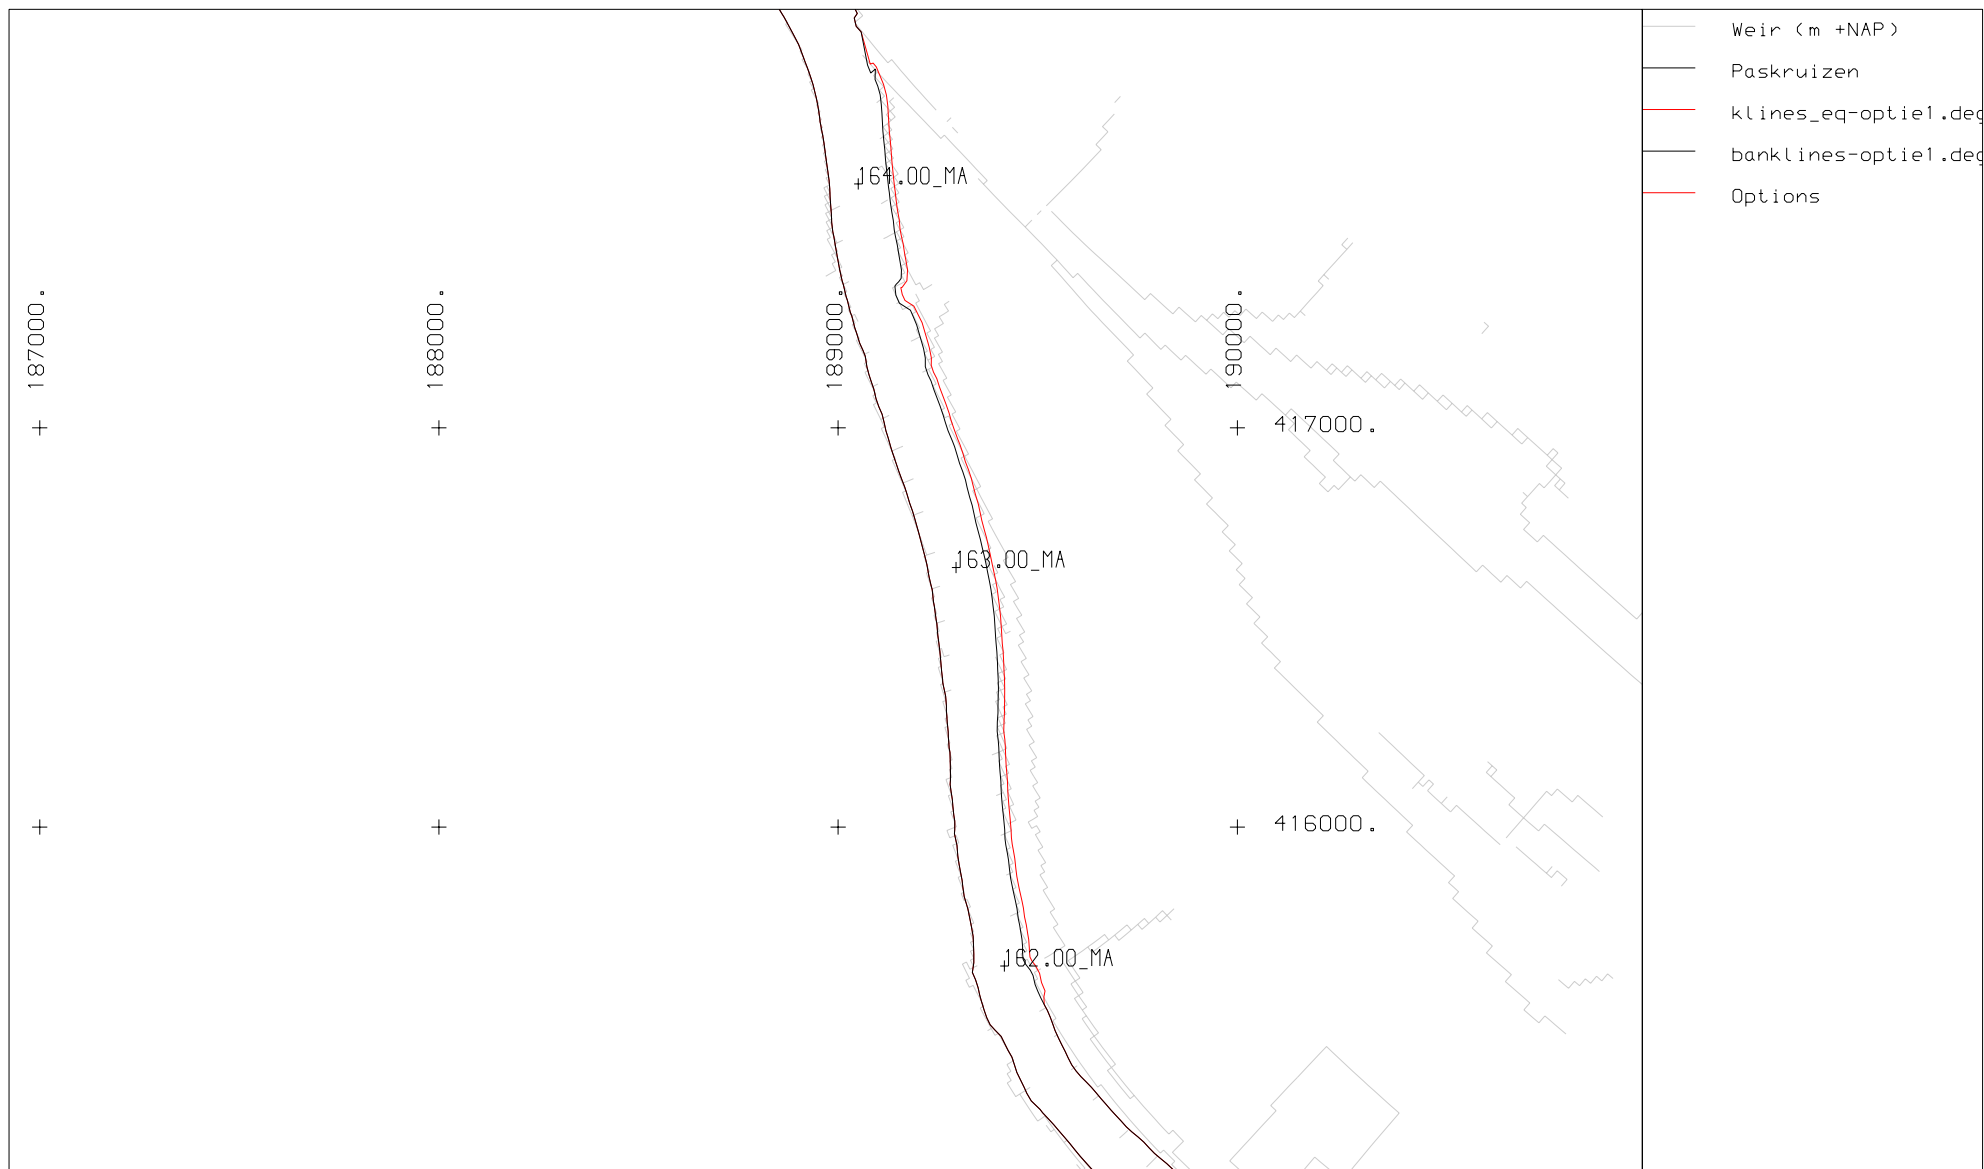 Weir (m +NAP)
Paskruizen
klines_eq-optie1.deg
banklines-optie1.deg
Options
164.00_MA
187000.
188000.
189000.
190000.
417000.
163.00_MA
416000.
162.00_MA